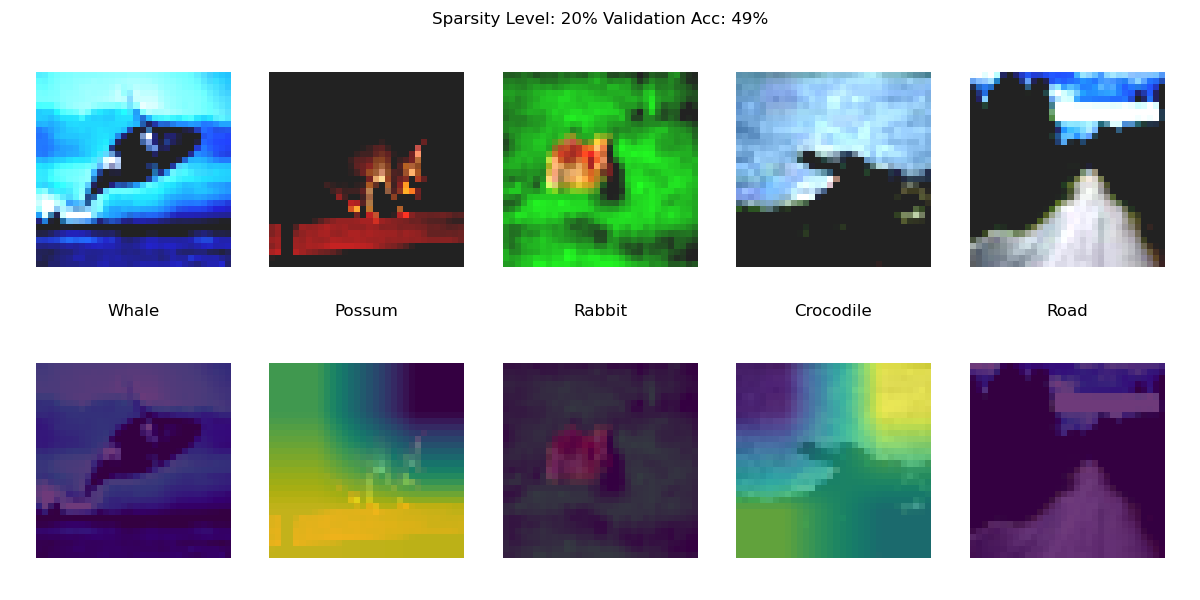 Sparsity Level: 20% Validation Acc: 49%
Whale
Possum
Rabbit
Crocodile
Road